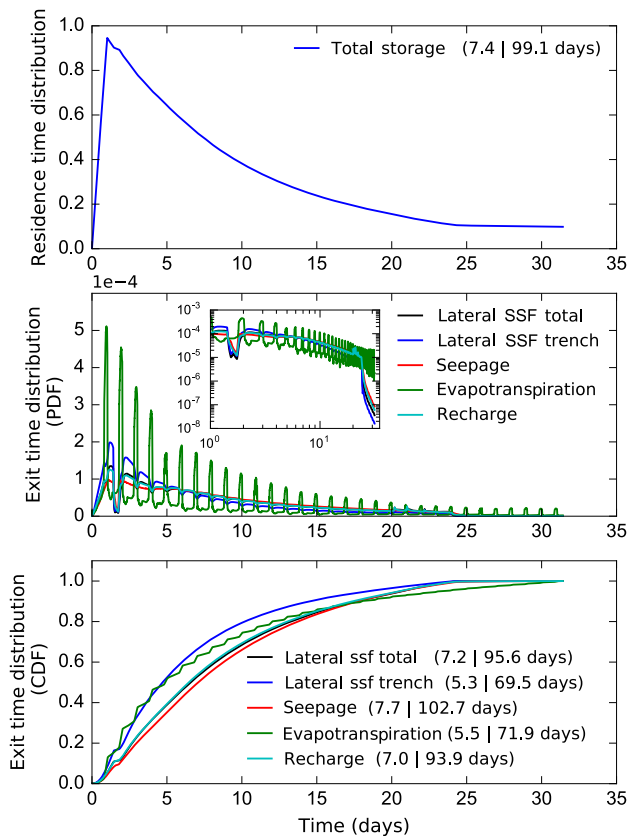 1.0
0.8
0.6
0.4
0.2
0.0
Residence time distribution
Total storage (7.4 | 99.1 days)
0 5 10 15 20 25 30 35
1e−4
5
4
3
2
1
0
Exit time distribution
(PDF)
10^-3
10^-4
10^-5
10^-6
10^-7
10^-8
10^0 10^1
Lateral SSF total
Lateral SSF trench
Seepage
Evapotranspiration
Recharge
0 5 10 15 20 25 30 35
1.0
0.8
0.6
0.4
0.2
0.0
Exit time distribution
(CDF)
Lateral ssf total (7.2 | 95.6 days)
Lateral ssf trench (5.3 | 69.5 days)
Seepage (7.7 | 102.7 days)
Evapotranspiration (5.5 | 71.9 days)
Recharge (7.0 | 93.9 days)
0 5 10 15 20 25 30 35
Time (days)